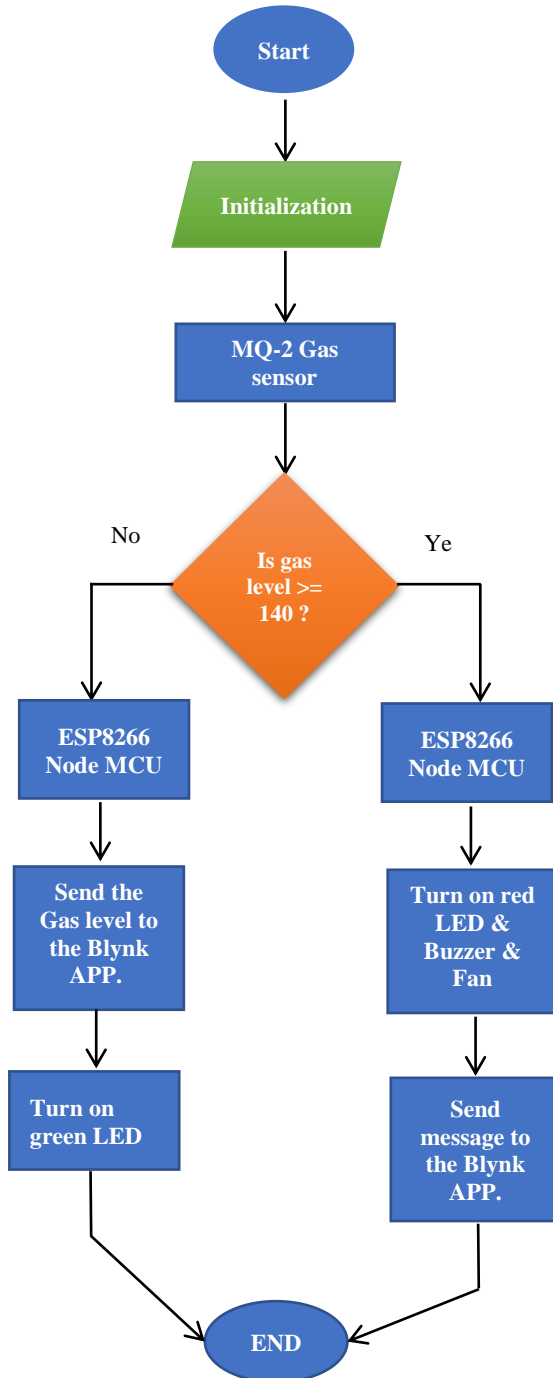 Start
Initialization
MQ-2 Gas
sensor
Is gas
level >=
140 ?
No
Ye
ESP8266
Node MCU
Send the
Gas level to
the Blynk
APP.
Turn on
green LED
ESP8266
Node MCU
Turn on red
LED &
Buzzer &
Fan
Send
message to
the Blynk
APP.
END